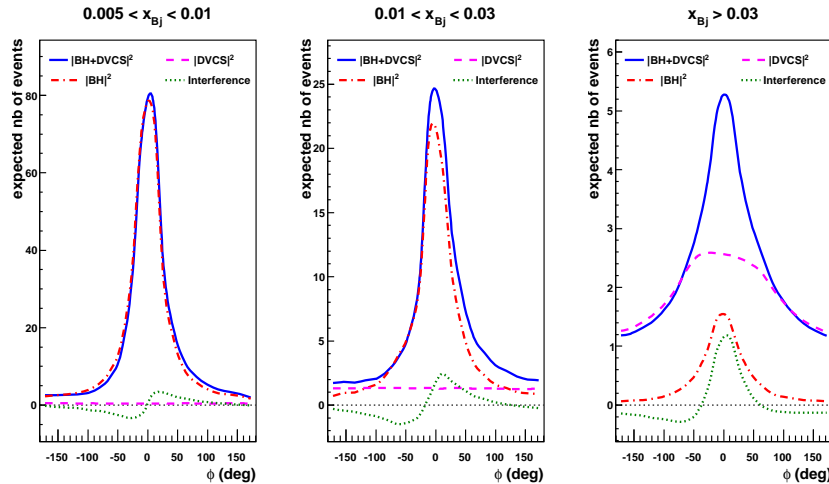 0.005 < x_Bj < 0.01
expected nb of events
|BH+DVCS|²
|DVCS|²
|BH|²
Interference
80
60
40
20
0
-150 -100 -50 0 50 100 150
ϕ (deg)
0.01 < x_Bj < 0.03
expected nb of events
|BH+DVCS|²
|DVCS|²
|BH|²
Interference
25
20
15
10
5
0
-150 -100 -50 0 50 100 150
ϕ (deg)
x_Bj > 0.03
expected nb of events
|BH+DVCS|²
|DVCS|²
|BH|²
Interference
6
5
4
3
2
1
0
-150 -100 -50 0 50 100 150
ϕ (deg)